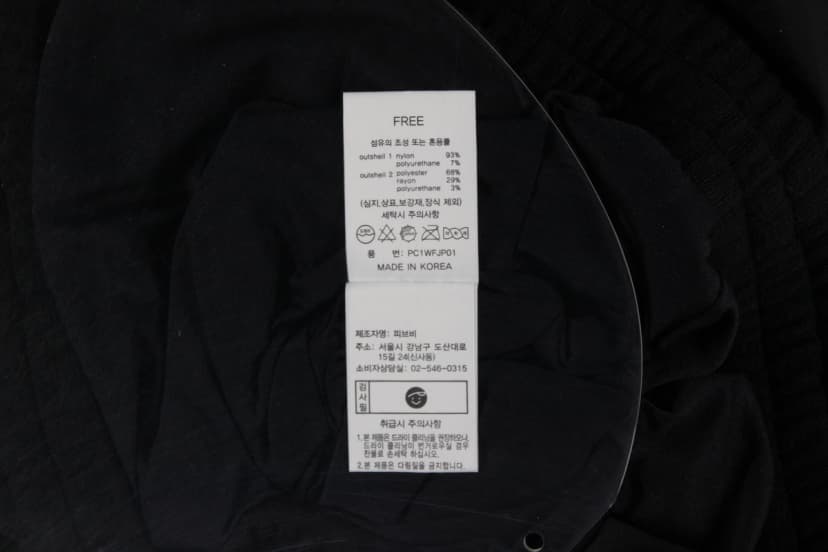 FREE
섬유의 조성 또는 혼용률
outshell 1 nylon 93%
polyurethane 7%
outshell 2 polyester 68%
rayon 29%
polyurethane 3%
(심지,상표,보강재,장식 제외)
세탁시 주의사항
품 번: PC1WFJP01
MADE IN KOREA
제조자명: 피브비
주소: 서울시 강남구 도산대로
15길 24(신사동)
소비자상담실: 02-546-0315
검사필
취급시 주의사항
1.본 제품은 드라이 클리닝을 권장하오나,
드라이 클리닝이 번거로우실 경우
찬물로 손세탁 하십시오.
2.본 제품은 다림질을 금지합니다.